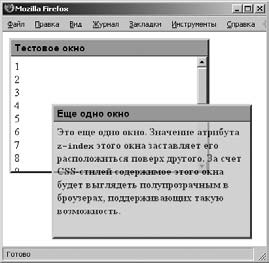 Mozilla Firefox
Файл Правка Вид Журнал Закладки Инструменты Справка
Тестовое окно
1
2
3
4
5
6
7
8
9
Еще одно окно
Это еще одно окно. Значение атрибута
z-index этого окна заставляет его
расположиться поверх другого. За счет
CSS-стилей содержимое этого окна
будет выглядеть полупрозрачным в
броузерах, поддерживающих такую
возможность.
Готово